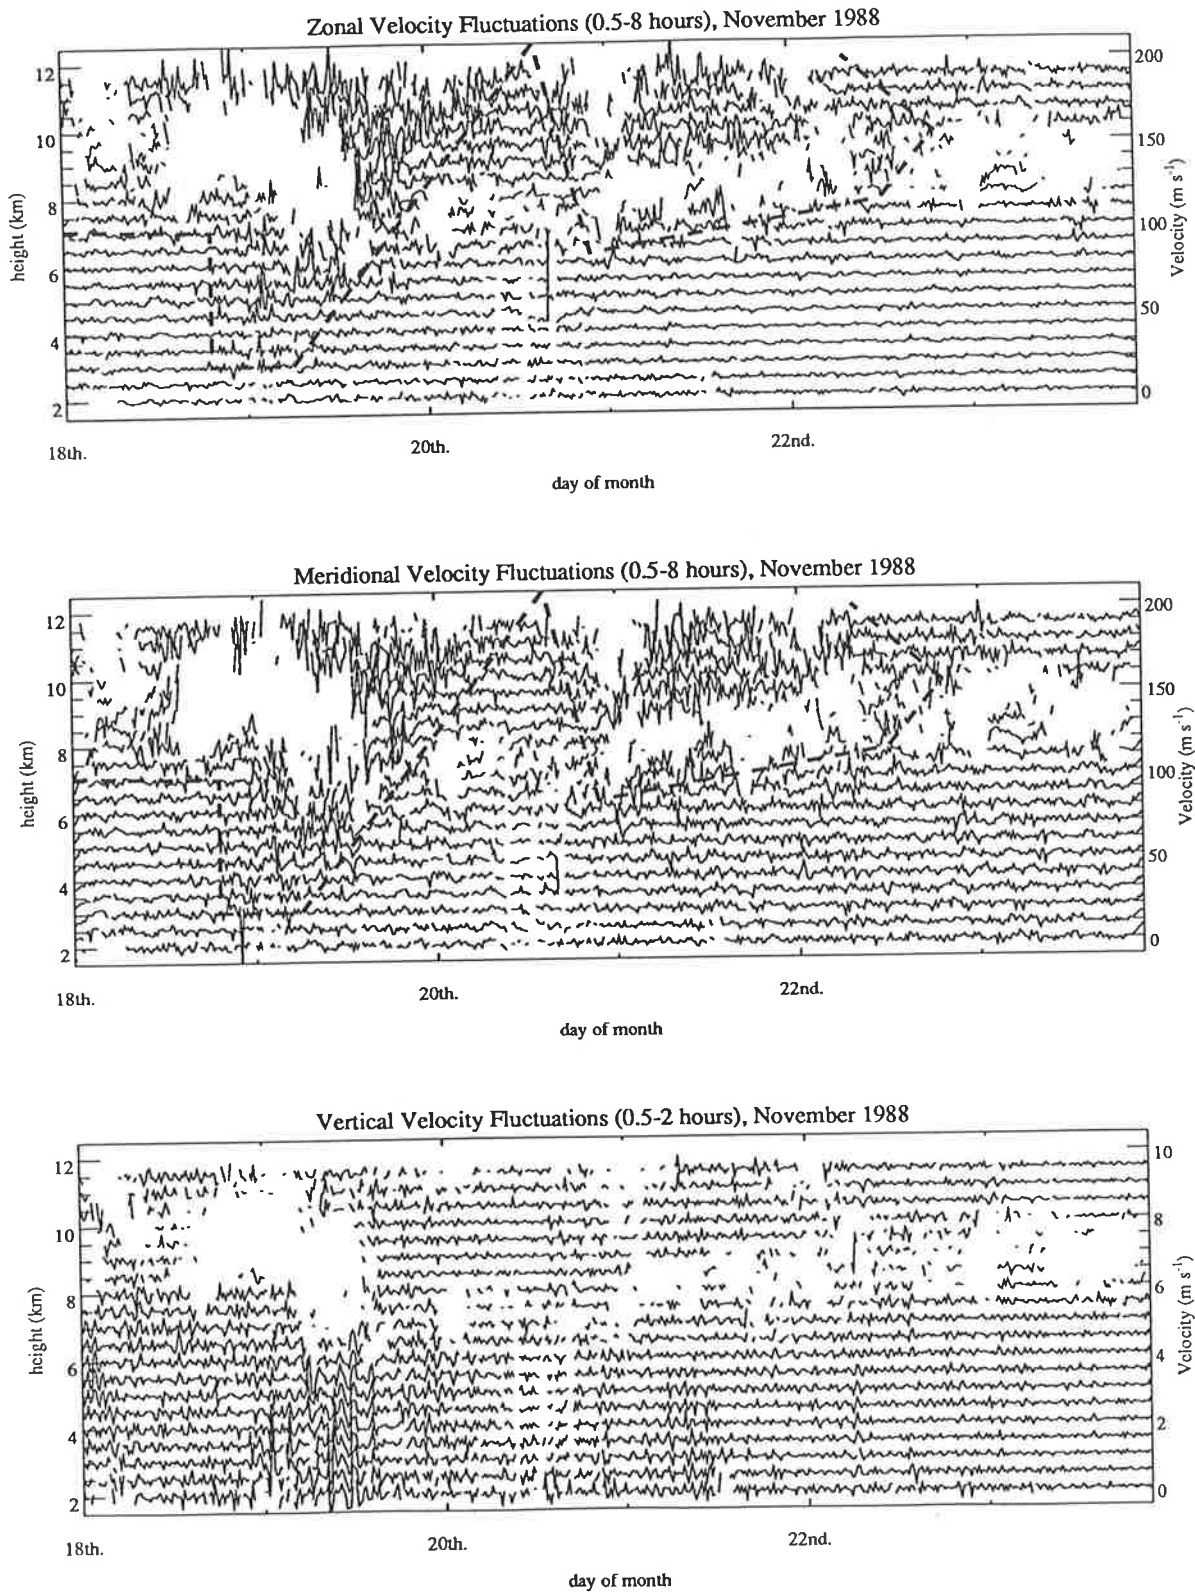 Zonal Velocity Fluctuations (0.5-8 hours), November 1988
12
10
8
6
4
2
height (km)
200
150
100
50
0
Velocity (m s⁻¹)
18th.
20th.
22nd.
day of month
Meridional Velocity Fluctuations (0.5-8 hours), November 1988
12
10
8
6
4
2
height (km)
200
150
100
50
0
Velocity (m s⁻¹)
18th.
20th.
22nd.
day of month
Vertical Velocity Fluctuations (0.5-2 hours), November 1988
12
10
8
6
4
2
height (km)
10
8
6
4
2
0
Velocity (m s⁻¹)
18th.
20th.
22nd.
day of month